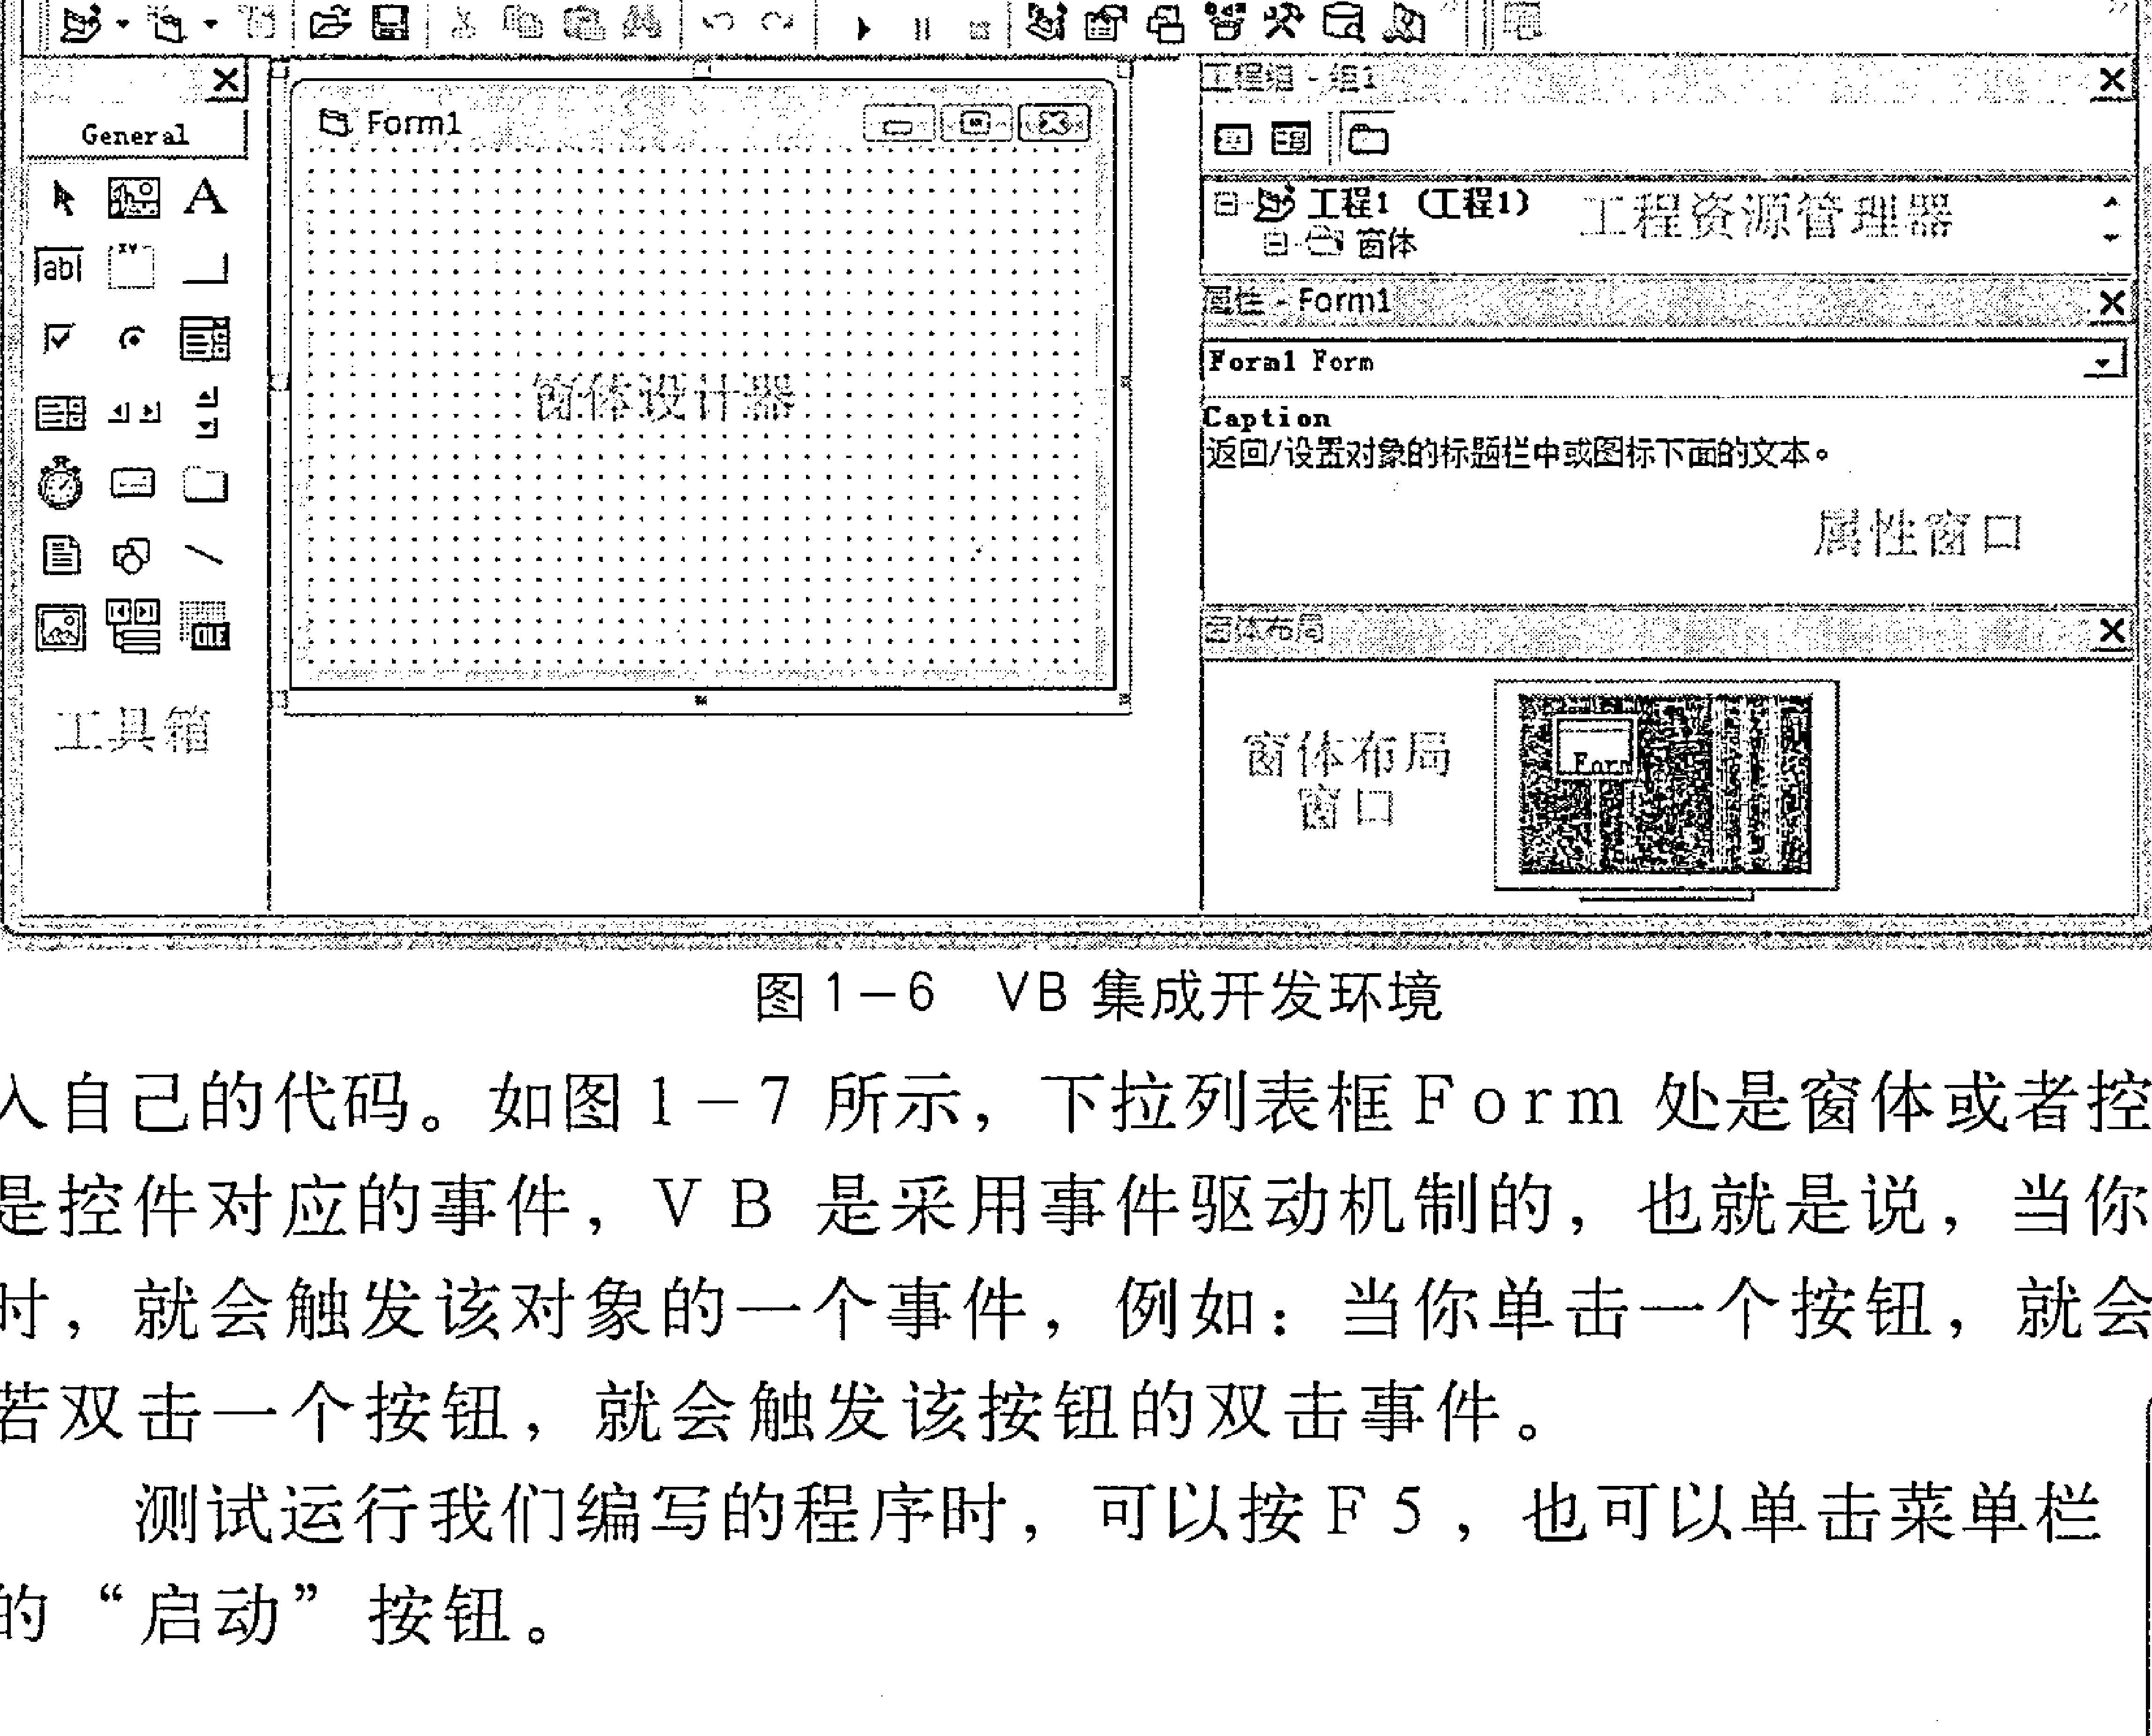 General
工具箱
Form1
窗体设计器
工程组 - 组1
工程1 (工程1)
工程资源管理器
窗体
属性 - Form1
Form1 Form
Caption
返回/设置对象的标题栏中或图标下面的文本。
属性窗口
窗体布局
窗体布局
窗口
Form
图1-6 VB 集成开发环境
入自己的代码。如图1-7所示，下拉列表框Form处是窗体或者控
是控件对应的事件，VB 是采用事件驱动机制的，也就是说，当你
时，就会触发该对象的一个事件，例如：当你单击一个按钮，就会
若双击一个按钮，就会触发该按钮的双击事件。
测试运行我们编写的程序时，可以按F5，也可以单击菜单栏
的“启动”按钮。